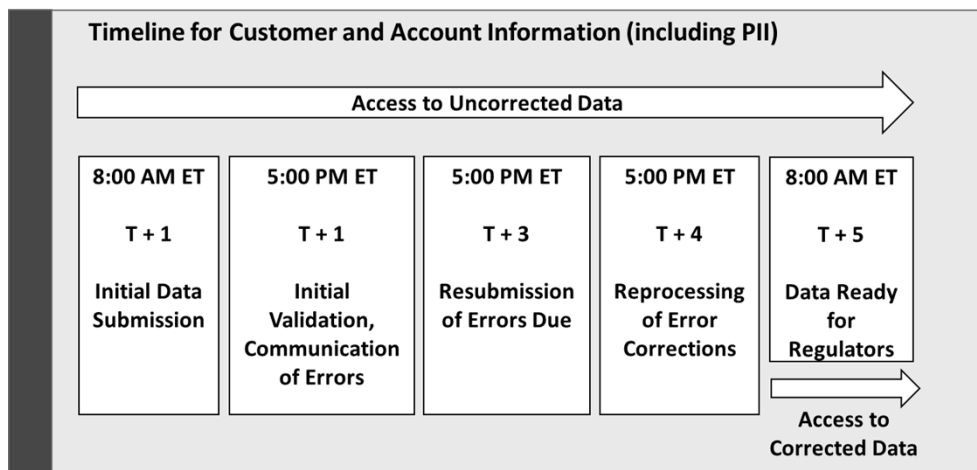 Timeline for Customer and Account Information (including PII)
Access to Uncorrected Data
8:00 AM ET
T + 1
Initial Data
Submission
5:00 PM ET
T + 1
Initial
Validation,
Communication
of Errors
5:00 PM ET
T + 3
Resubmission
of Errors Due
5:00 PM ET
T + 4
Reprocessing
of Error
Corrections
8:00 AM ET
T + 5
Data Ready
for
Regulators
Access to
Corrected Data